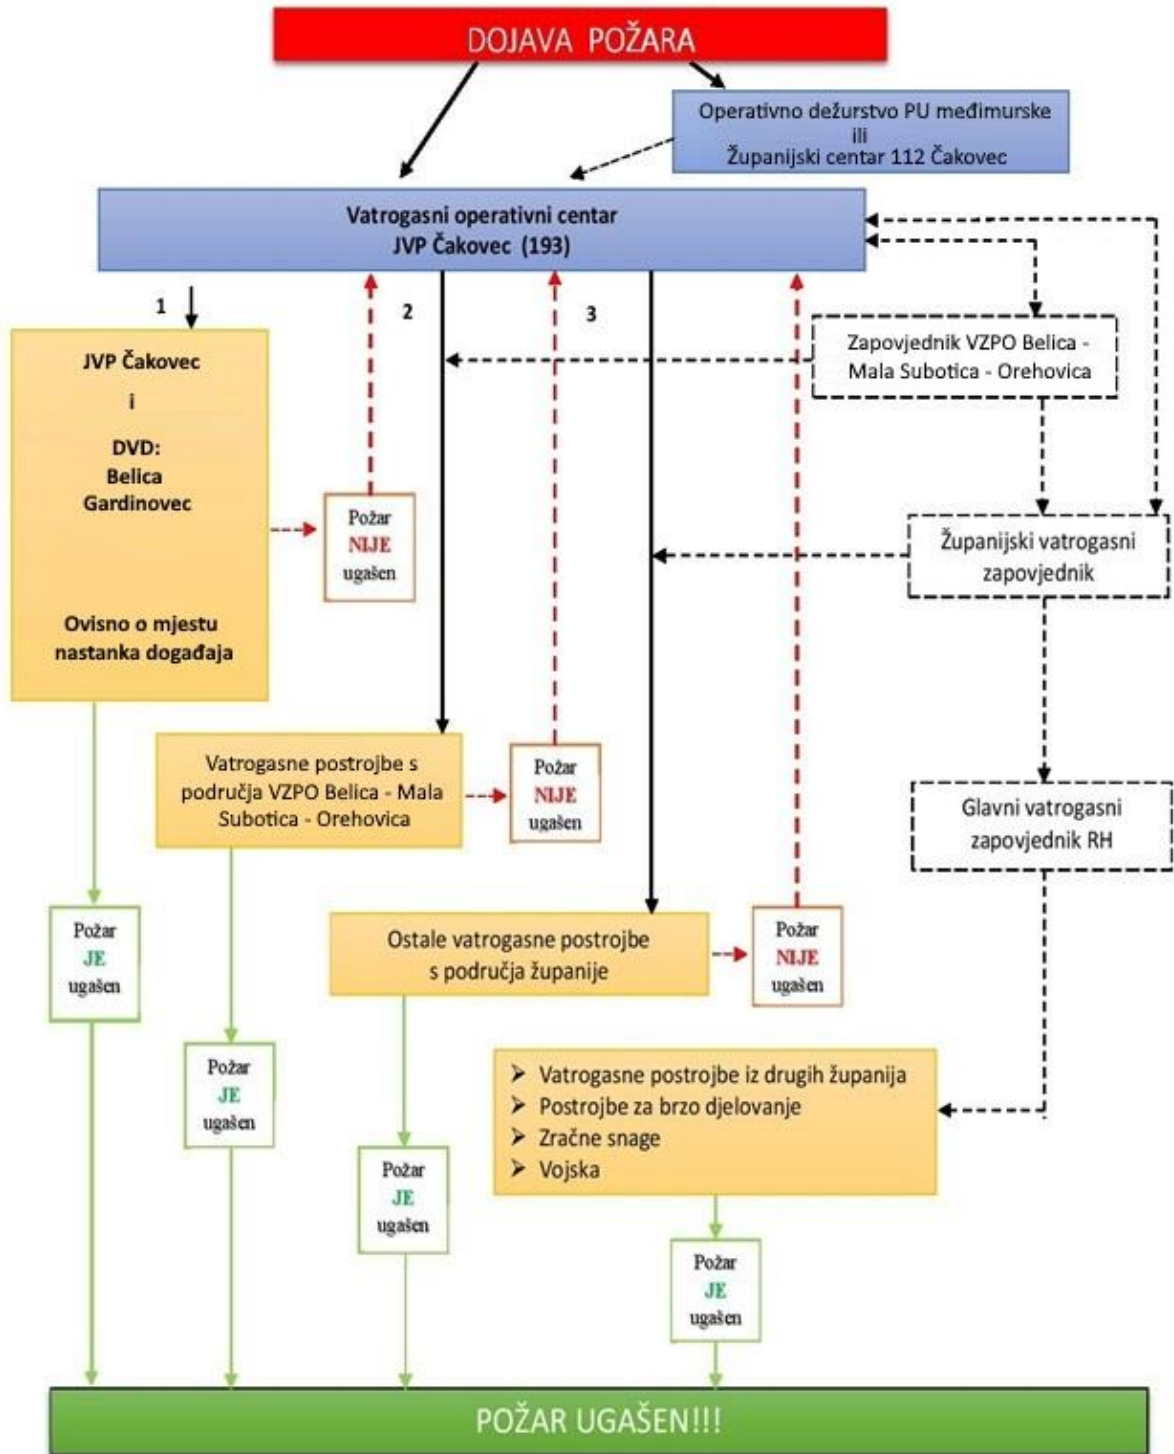 DOJAVA POŽARA
Operativno dežurstvo PU međimurske
ili
Županijski centar 112 Čakovec
Vatrogasni operativni centar
JVP Čakovec (193)
1
2
3
JVP Čakovec
i
DVD:
Belica
Gardinovec
Ovisno o mjestu
nastanka događaja
Zapovjednik VZPO Belica -
Mala Subotica - Orehovica
Požar
NIJE
ugašen
Županijski vatrogasni
zapovjednik
Vatrogasne postrojbe s
područja VZPO Belica - Mala
Subotica - Orehovica
Požar
NIJE
ugašen
Glavni vatrogasni
zapovjednik RH
Požar
JE
ugašen
Ostale vatrogasne postrojbe
s područja županije
Požar
NIJE
ugašen
Požar
JE
ugašen
➢ Vatrogasne postrojbe iz drugih županija
➢ Postrojbe za brzo djelovanje
➢ Zračne snage
➢ Vojska
Požar
JE
ugašen
Požar
JE
ugašen
POŽAR UGAŠEN!!!